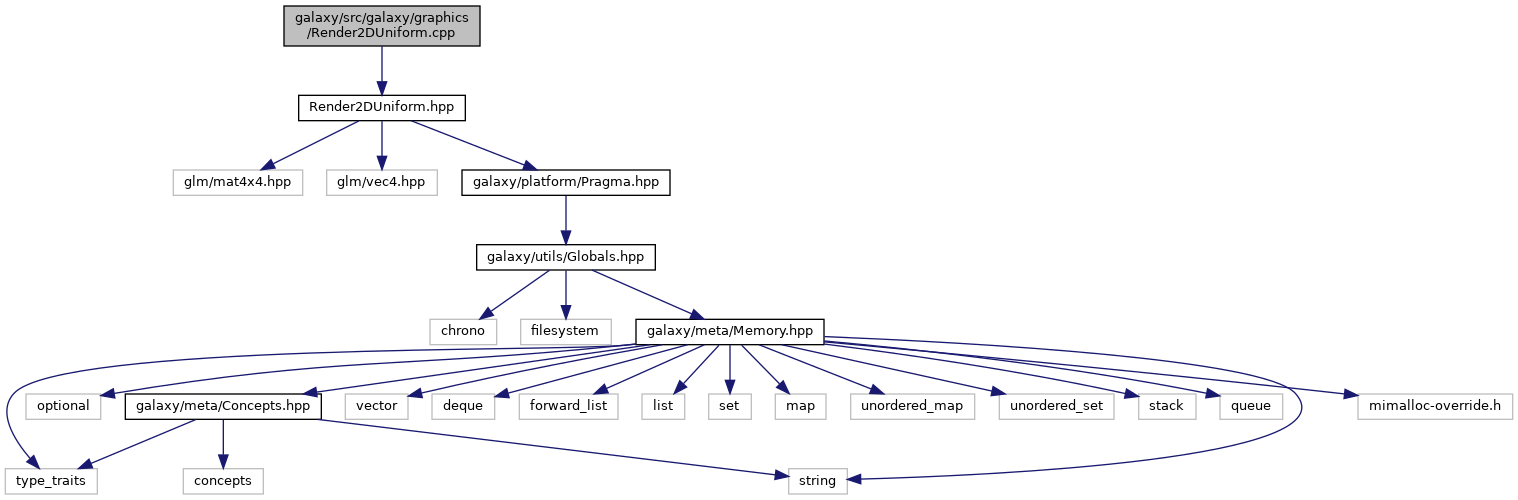 galaxy/src/galaxy/graphics
/Render2DUniform.cpp
Render2DUniform.hpp
glm/mat4x4.hpp
glm/vec4.hpp
galaxy/platform/Pragma.hpp
galaxy/utils/Globals.hpp
chrono
filesystem
galaxy/meta/Memory.hpp
optional
galaxy/meta/Concepts.hpp
vector
deque
forward_list
list
set
map
unordered_map
unordered_set
stack
queue
mimalloc-override.h
type_traits
concepts
string